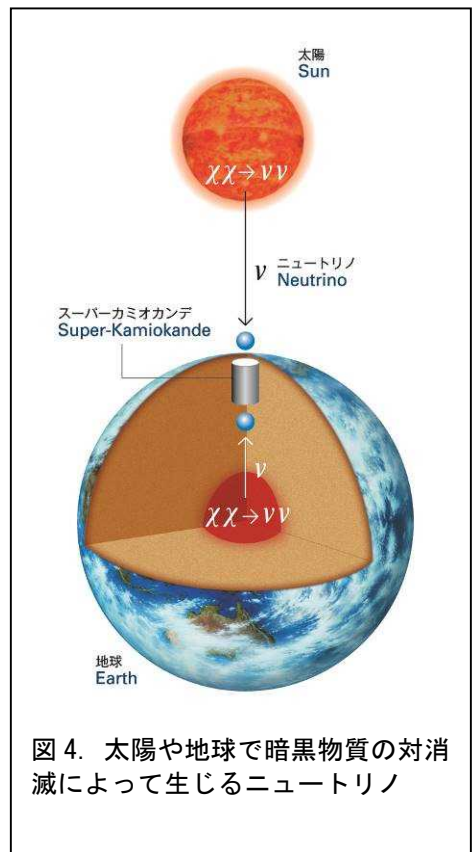 太陽
Sun
χχ→νν
ν
ニュートリノ
Neutrino
スーパーカミオカンデ
Super-Kamiokande
ν
χχ→νν
地球
Earth
図 4. 太陽や地球で暗黒物質の対消
滅によって生じるニュートリノ